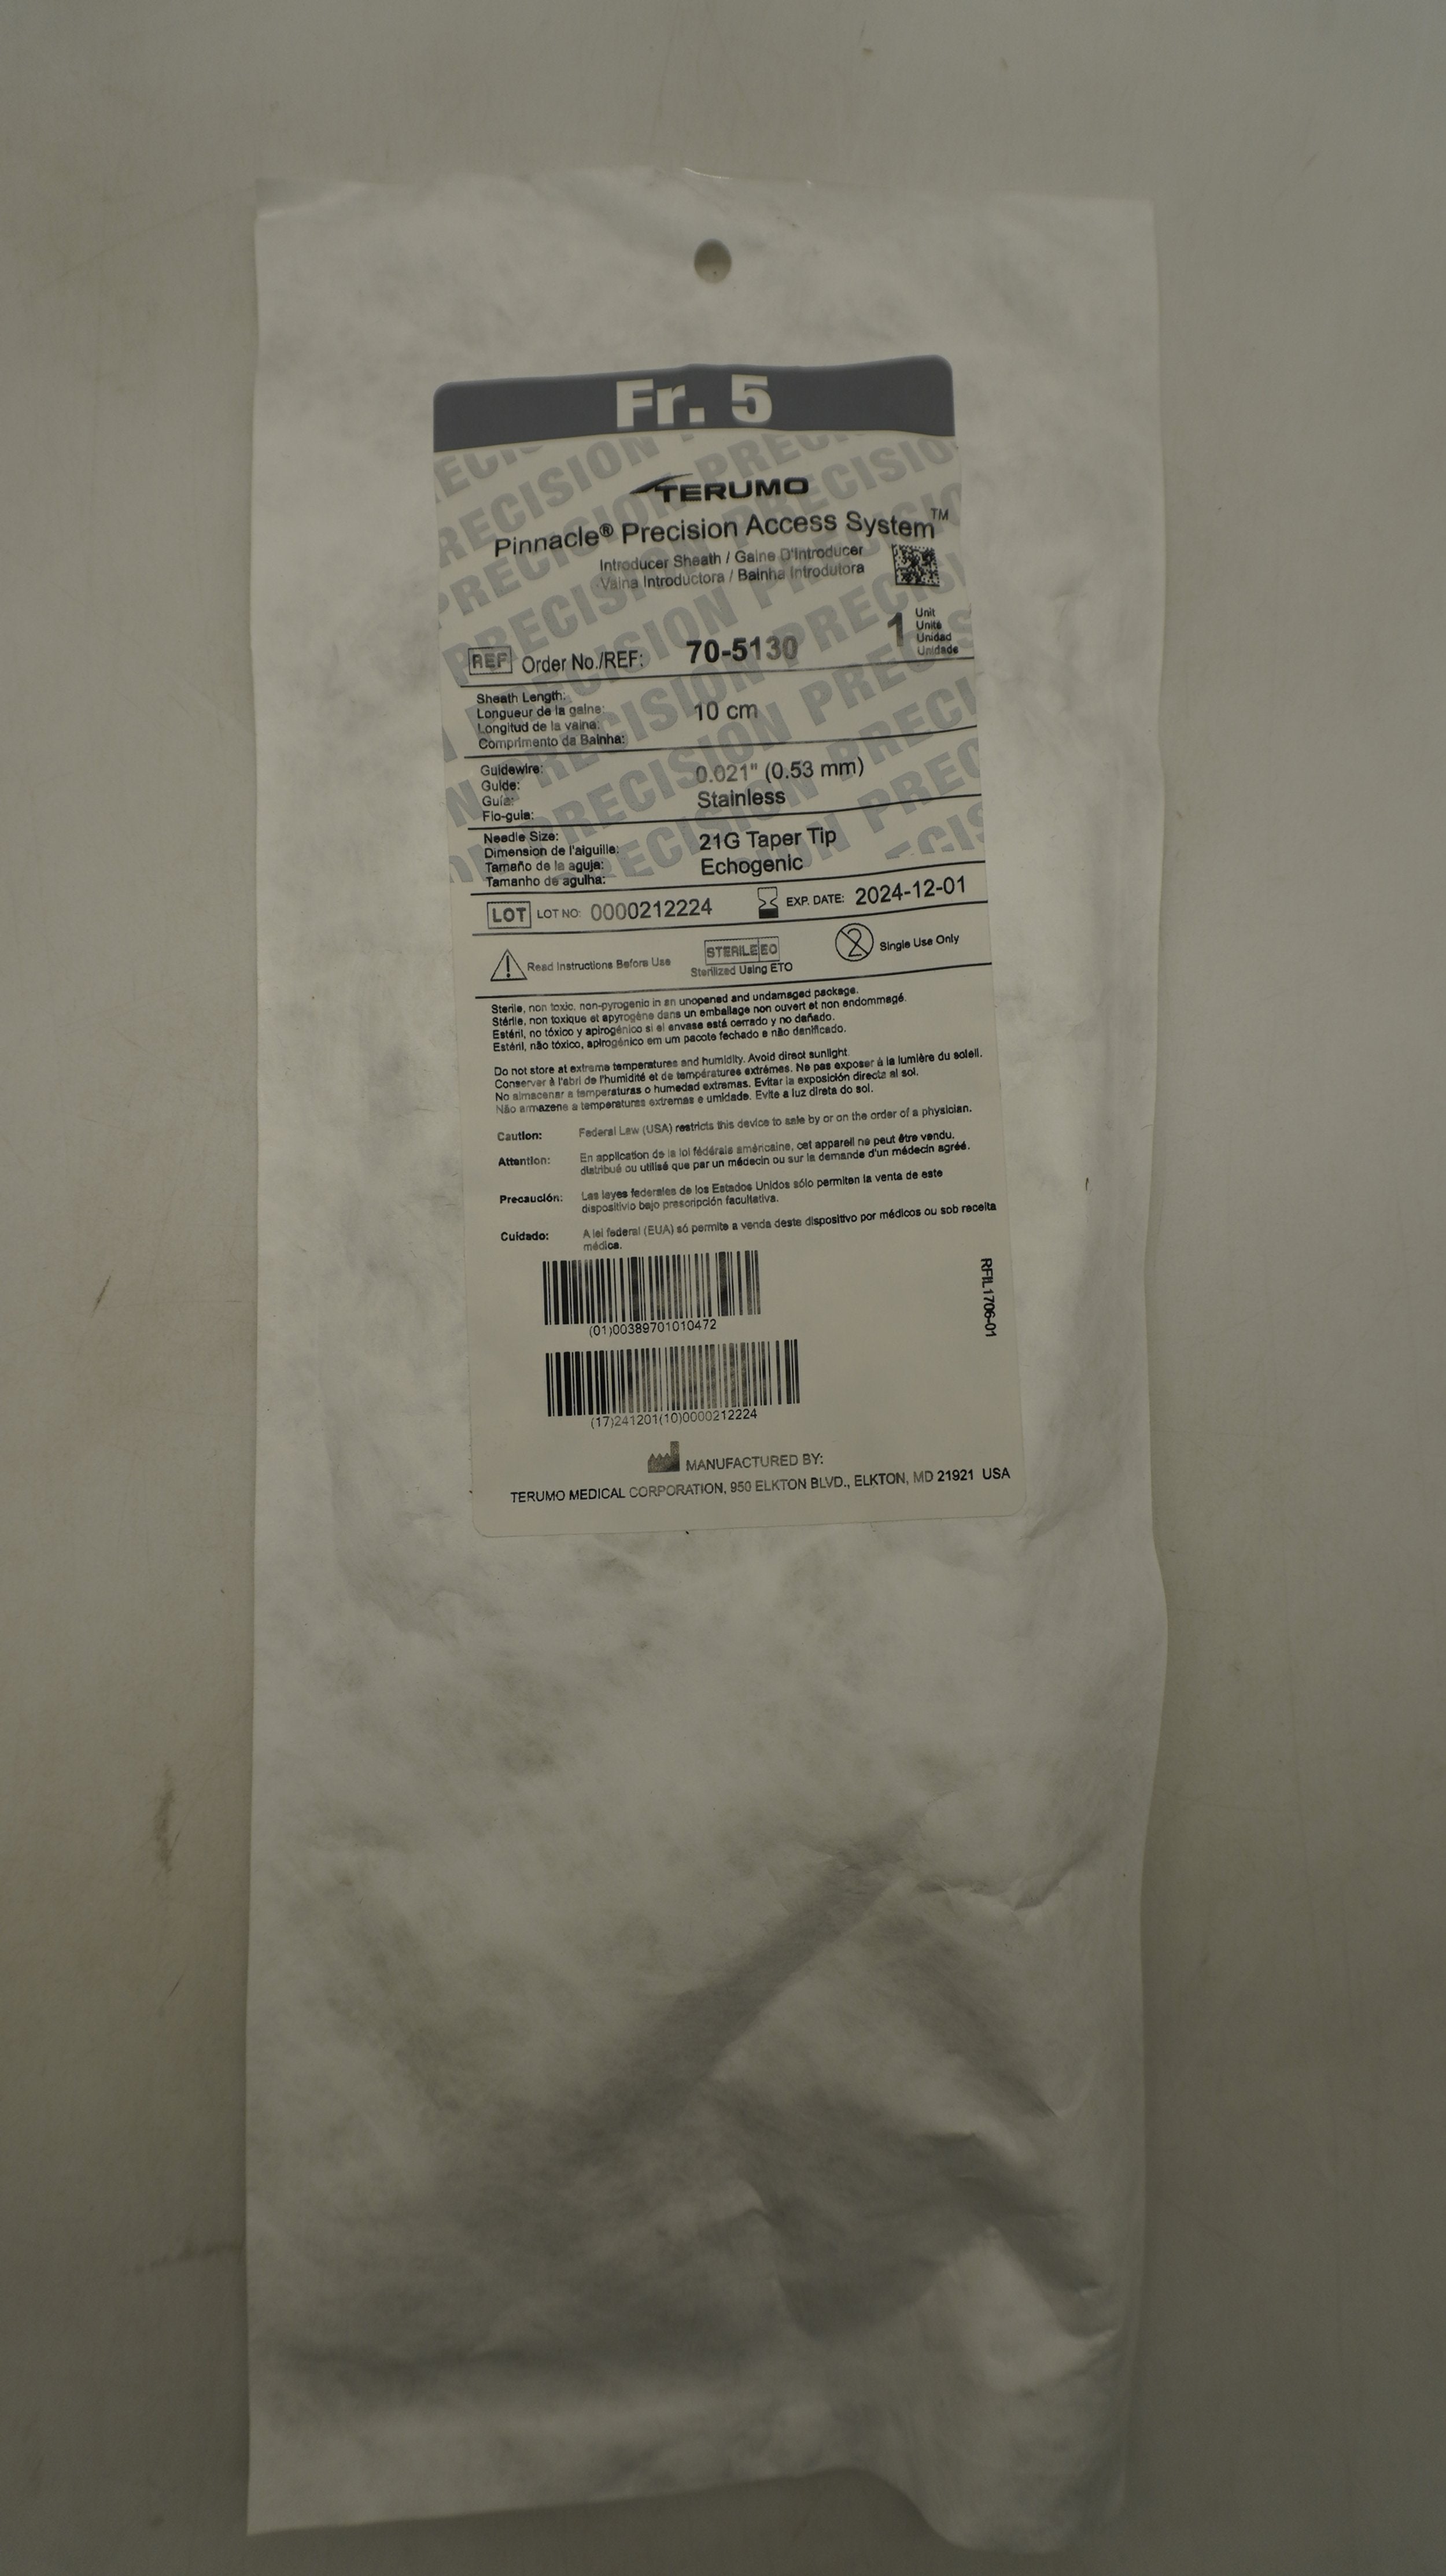 Fr. 5
TERUMO
Pinnacle® Precision Access System™
Introducer Sheath / Gaine D'Introducer
Vaina Introductora / Bainha Introdutora
1 Unit
Unité
Unidad
Unidade
REF Order No./REF: 70-5130
Sheath Length:
Longueur de la gaine:
Longitud de la vaina:
Comprimento da Bainha:
10 cm
Guidewire:
Guide:
Guía:
Fio-guia:
0.021" (0.53 mm)
Stainless
Needle Size:
Dimension de l'aiguille:
Tamaño de la aguja:
Tamanho de agulha:
21G Taper Tip
Echogenic
LOT LOT NO: 0000212224 EXP. DATE: 2024-12-01
Read Instructions Before Use
STERILE EO
Sterilized Using ETO
2 Single Use Only
Sterile, non toxic, non-pyrogenic in an unopened and undamaged package.
Stérile, non toxique et apyrogène dans un emballage non ouvert et non endommagé.
Estéril, no tóxico y apirogénico si el envase está cerrado y no dañado.
Estéril, não tóxico, apirogénico em um pacote fechado e não danificado.
Do not store at extreme temperatures and humidity. Avoid direct sunlight.
Conserver à l'abri de l'humidité et de températures extrêmes. Ne pas exposer à la lumière du soleil.
No almacenar a temperaturas o humedad extremas. Evitar la exposición directa al sol.
Não armazene a temperaturas extremas e umidade. Evite a luz direta do sol.
Caution: Federal Law (USA) restricts this device to sale by or on the order of a physician.
Attention: En application de la loi fédérale américaine, cet appareil ne peut être vendu,
distribué ou utilisé que par un médecin ou sur la demande d'un médecin agréé.
Precaución: Las leyes federales de los Estados Unidos sólo permiten la venta de este
dispositivio bajo prescripción facultativa.
Cuidado: A lei federal (EUA) só permite a venda deste dispositivo por médicos ou sob receita
médica.
(01)00389701010472
(17)241201(10)0000212224
RFIL1706-01
MANUFACTURED BY:
TERUMO MEDICAL CORPORATION, 950 ELKTON BLVD., ELKTON, MD 21921 USA